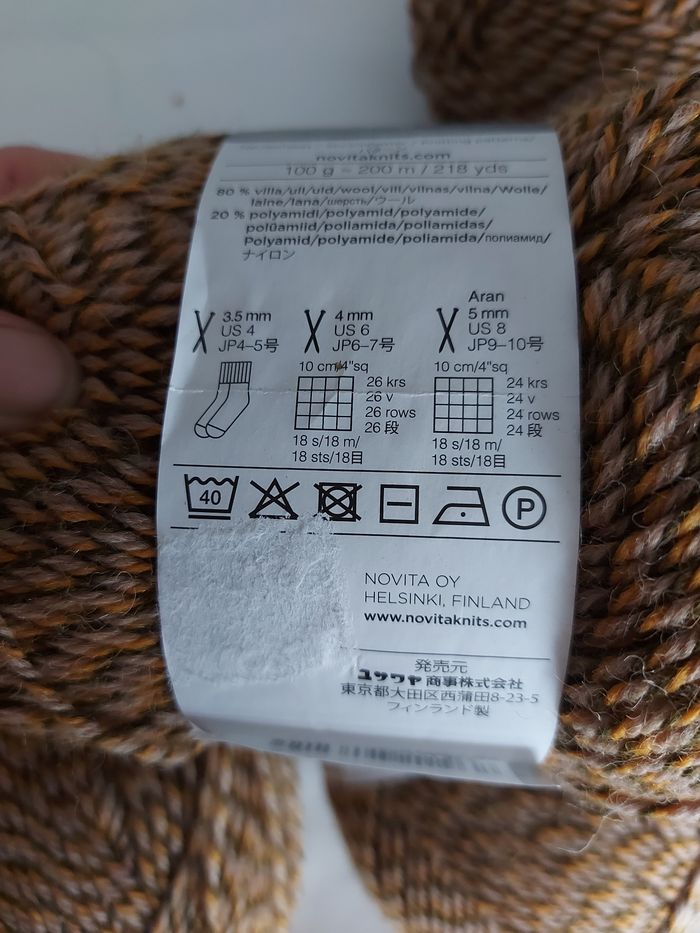 novitaknits.com
100 g ≈ 200 m / 218 yds
80 % villa/ull/uld/wool/vill/vilnas/vilna/Wolle/
laine/lana/шерсть/ウール
20 % polyamidi/polyamid/polyamide/
polüamiid/poliamida/poliamidas/
Polyamid/polyamide/poliamida/полиамид/
ナイロン
3.5 mm
US 4
JP4–5号
4 mm
US 6
JP6–7号
Aran
5 mm
US 8
JP9–10号
10 cm/4"sq
26 krs
26 v
26 rows
26 段
18 s/18 m/
18 sts/18目
10 cm/4"sq
24 krs
24 v
24 rows
24 段
18 s/18 m/
18 sts/18目
40
P
NOVITA OY
HELSINKI, FINLAND
www.novitaknits.com
発売元
ユザワヤ 商事株式会社
東京都大田区西蒲田8-23-5
フィンランド製